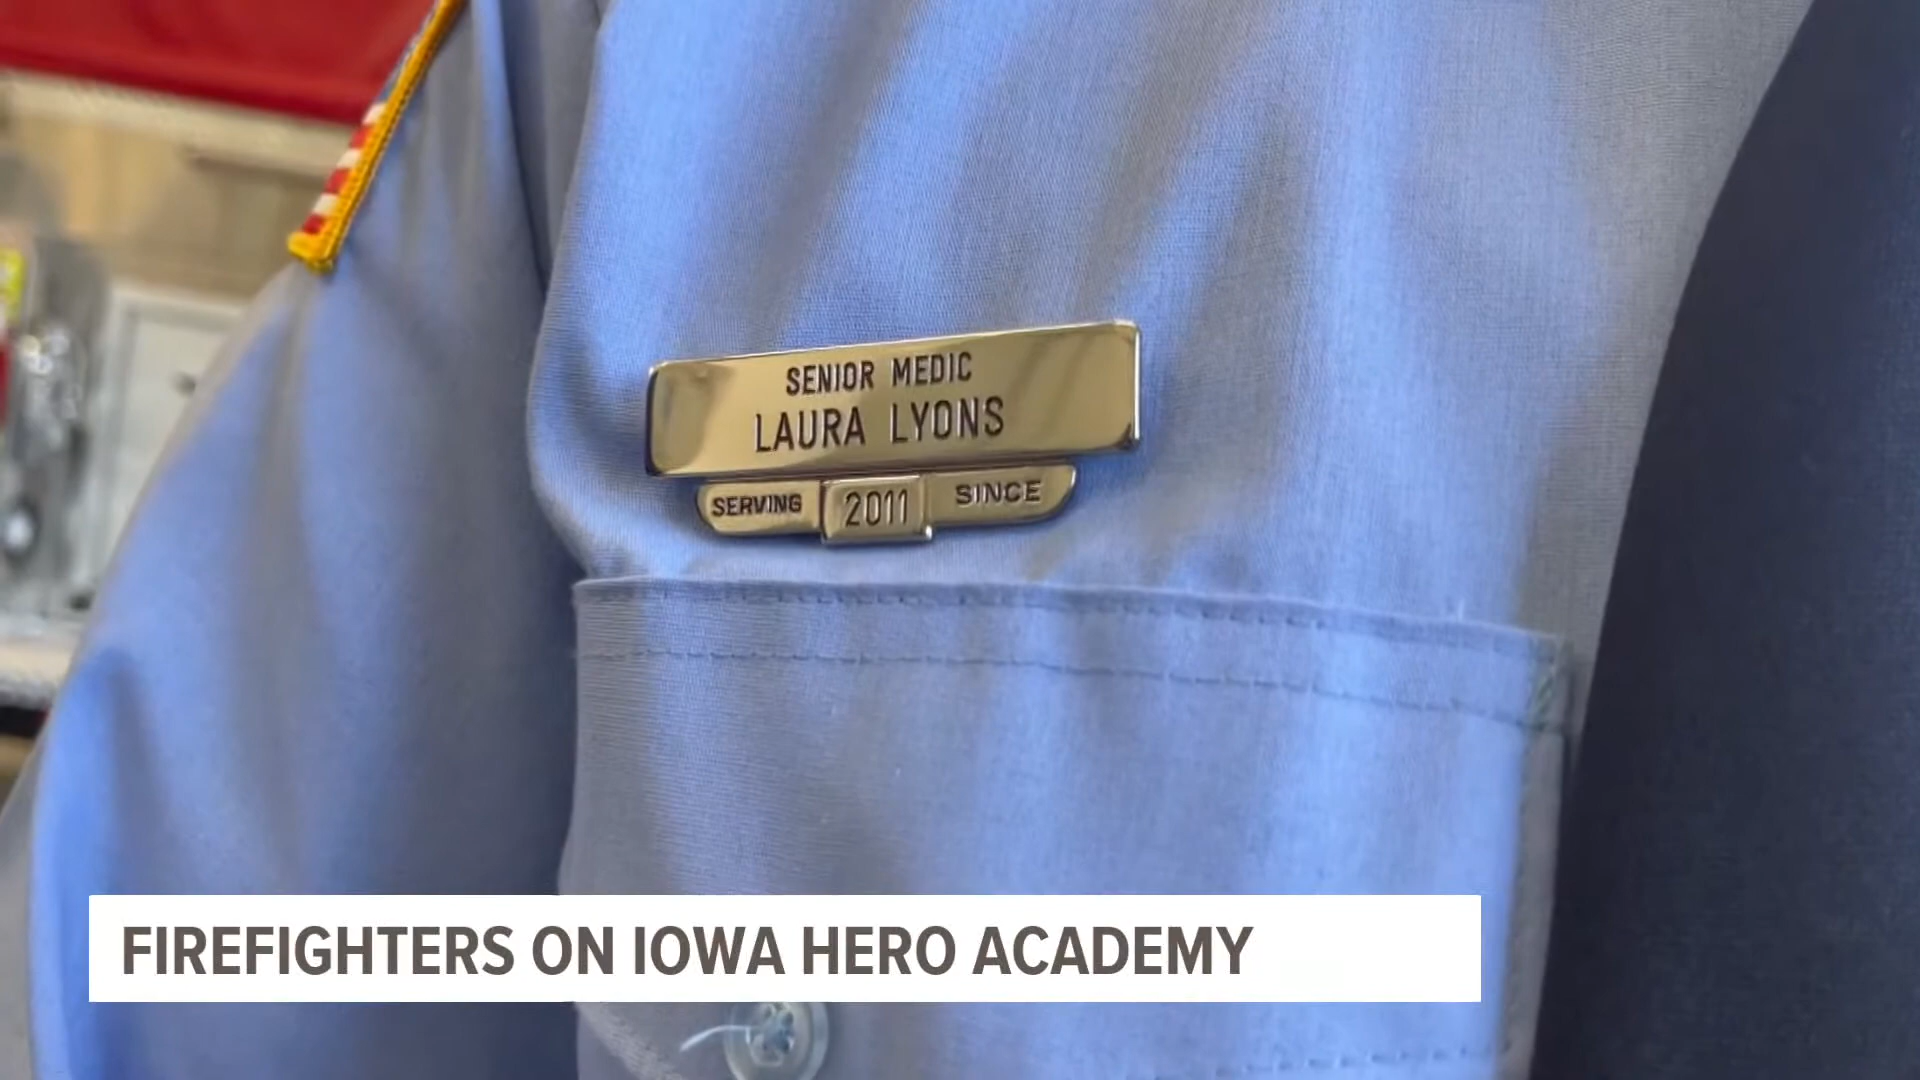 SENIOR MEDIC
LAURA LYONS
SERVING 2011 SINCE
FIREFIGHTERS ON IOWA HERO ACADEMY